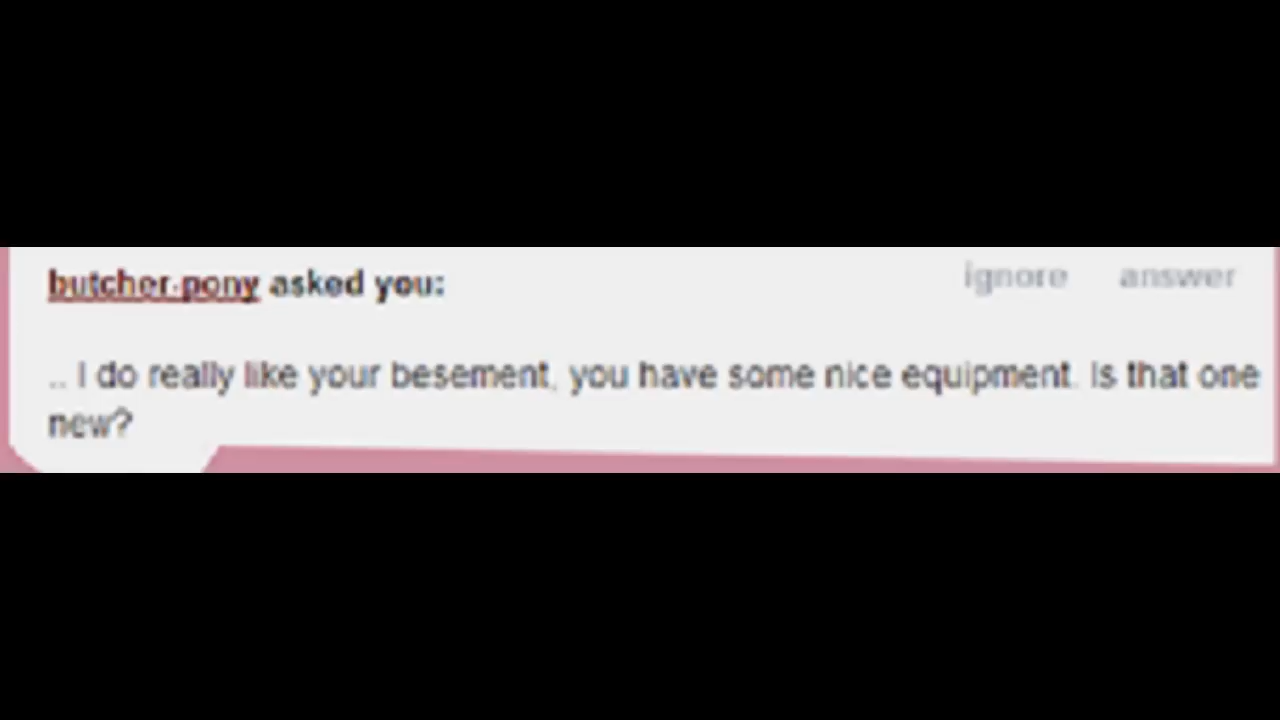 butcher-pony asked you:
ignore answer
.. I do really like your besement, you have some nice equipment. Is that one
new?